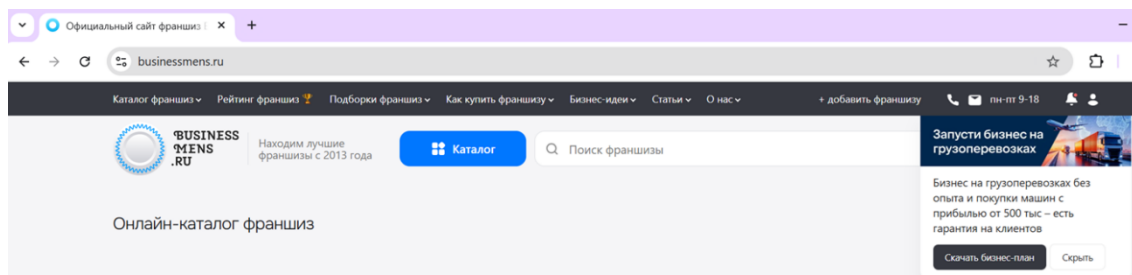 Официальный сайт франшиз
businessmens.ru
Каталог франшиз Рейтинг франшиз Подборки франшиз Как купить франшизу Бизнес-идеи Статьи О нас + добавить франшизу пн-пт 9-18
BUSINESS
MENS
.RU
Находим лучшие
франшизы с 2013 года
Каталог
Поиск франшизы
Запусти бизнес на
грузоперевозках
Бизнес на грузоперевозках без
опыта и покупки машин с
прибылью от 500 тыс – есть
гарантия на клиентов
Скачать бизнес-план Скрыть
Онлайн-каталог франшиз